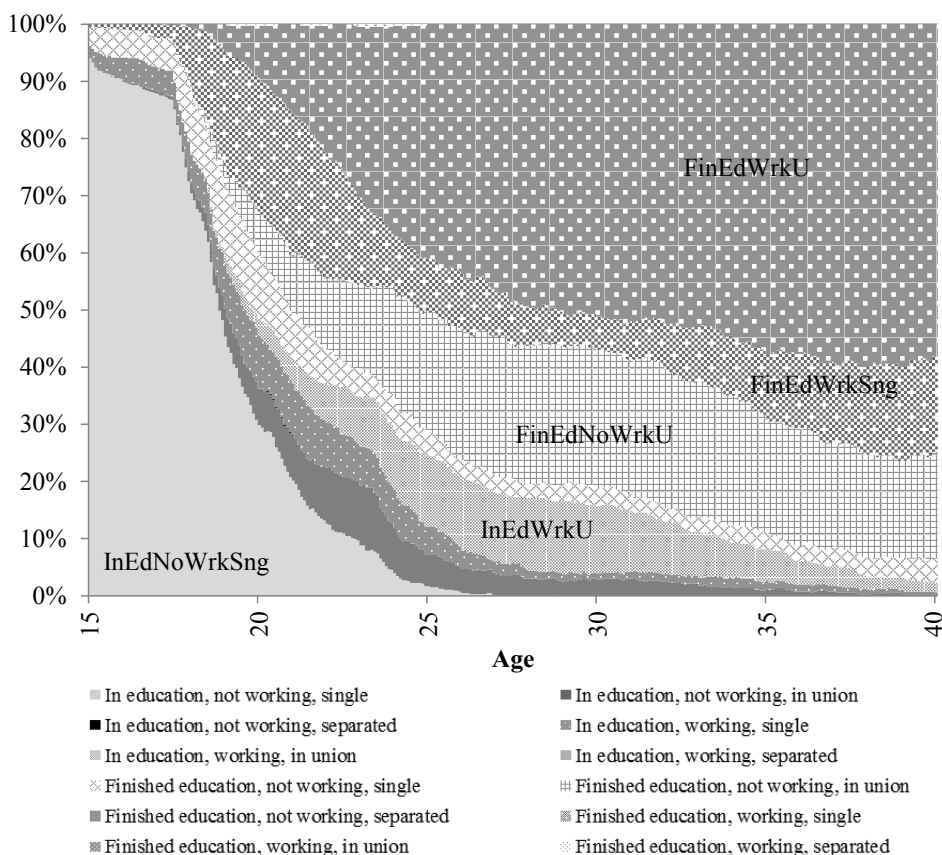 100%
90%
80%
70%
60%
50%
40%
30%
20%
10%
0%
FinEdWrkU
FinEdWrkSng
FinEdNoWrkU
InEdWrkU
InEdNoWrkSng
15 20 25 30 35 40
Age
In education, not working, single
In education, not working, in union
In education, not working, separated
In education, working, single
In education, working, in union
In education, working, separated
Finished education, not working, single
Finished education, not working, in union
Finished education, not working, separated
Finished education, working, single
Finished education, working, in union
Finished education, working, separated